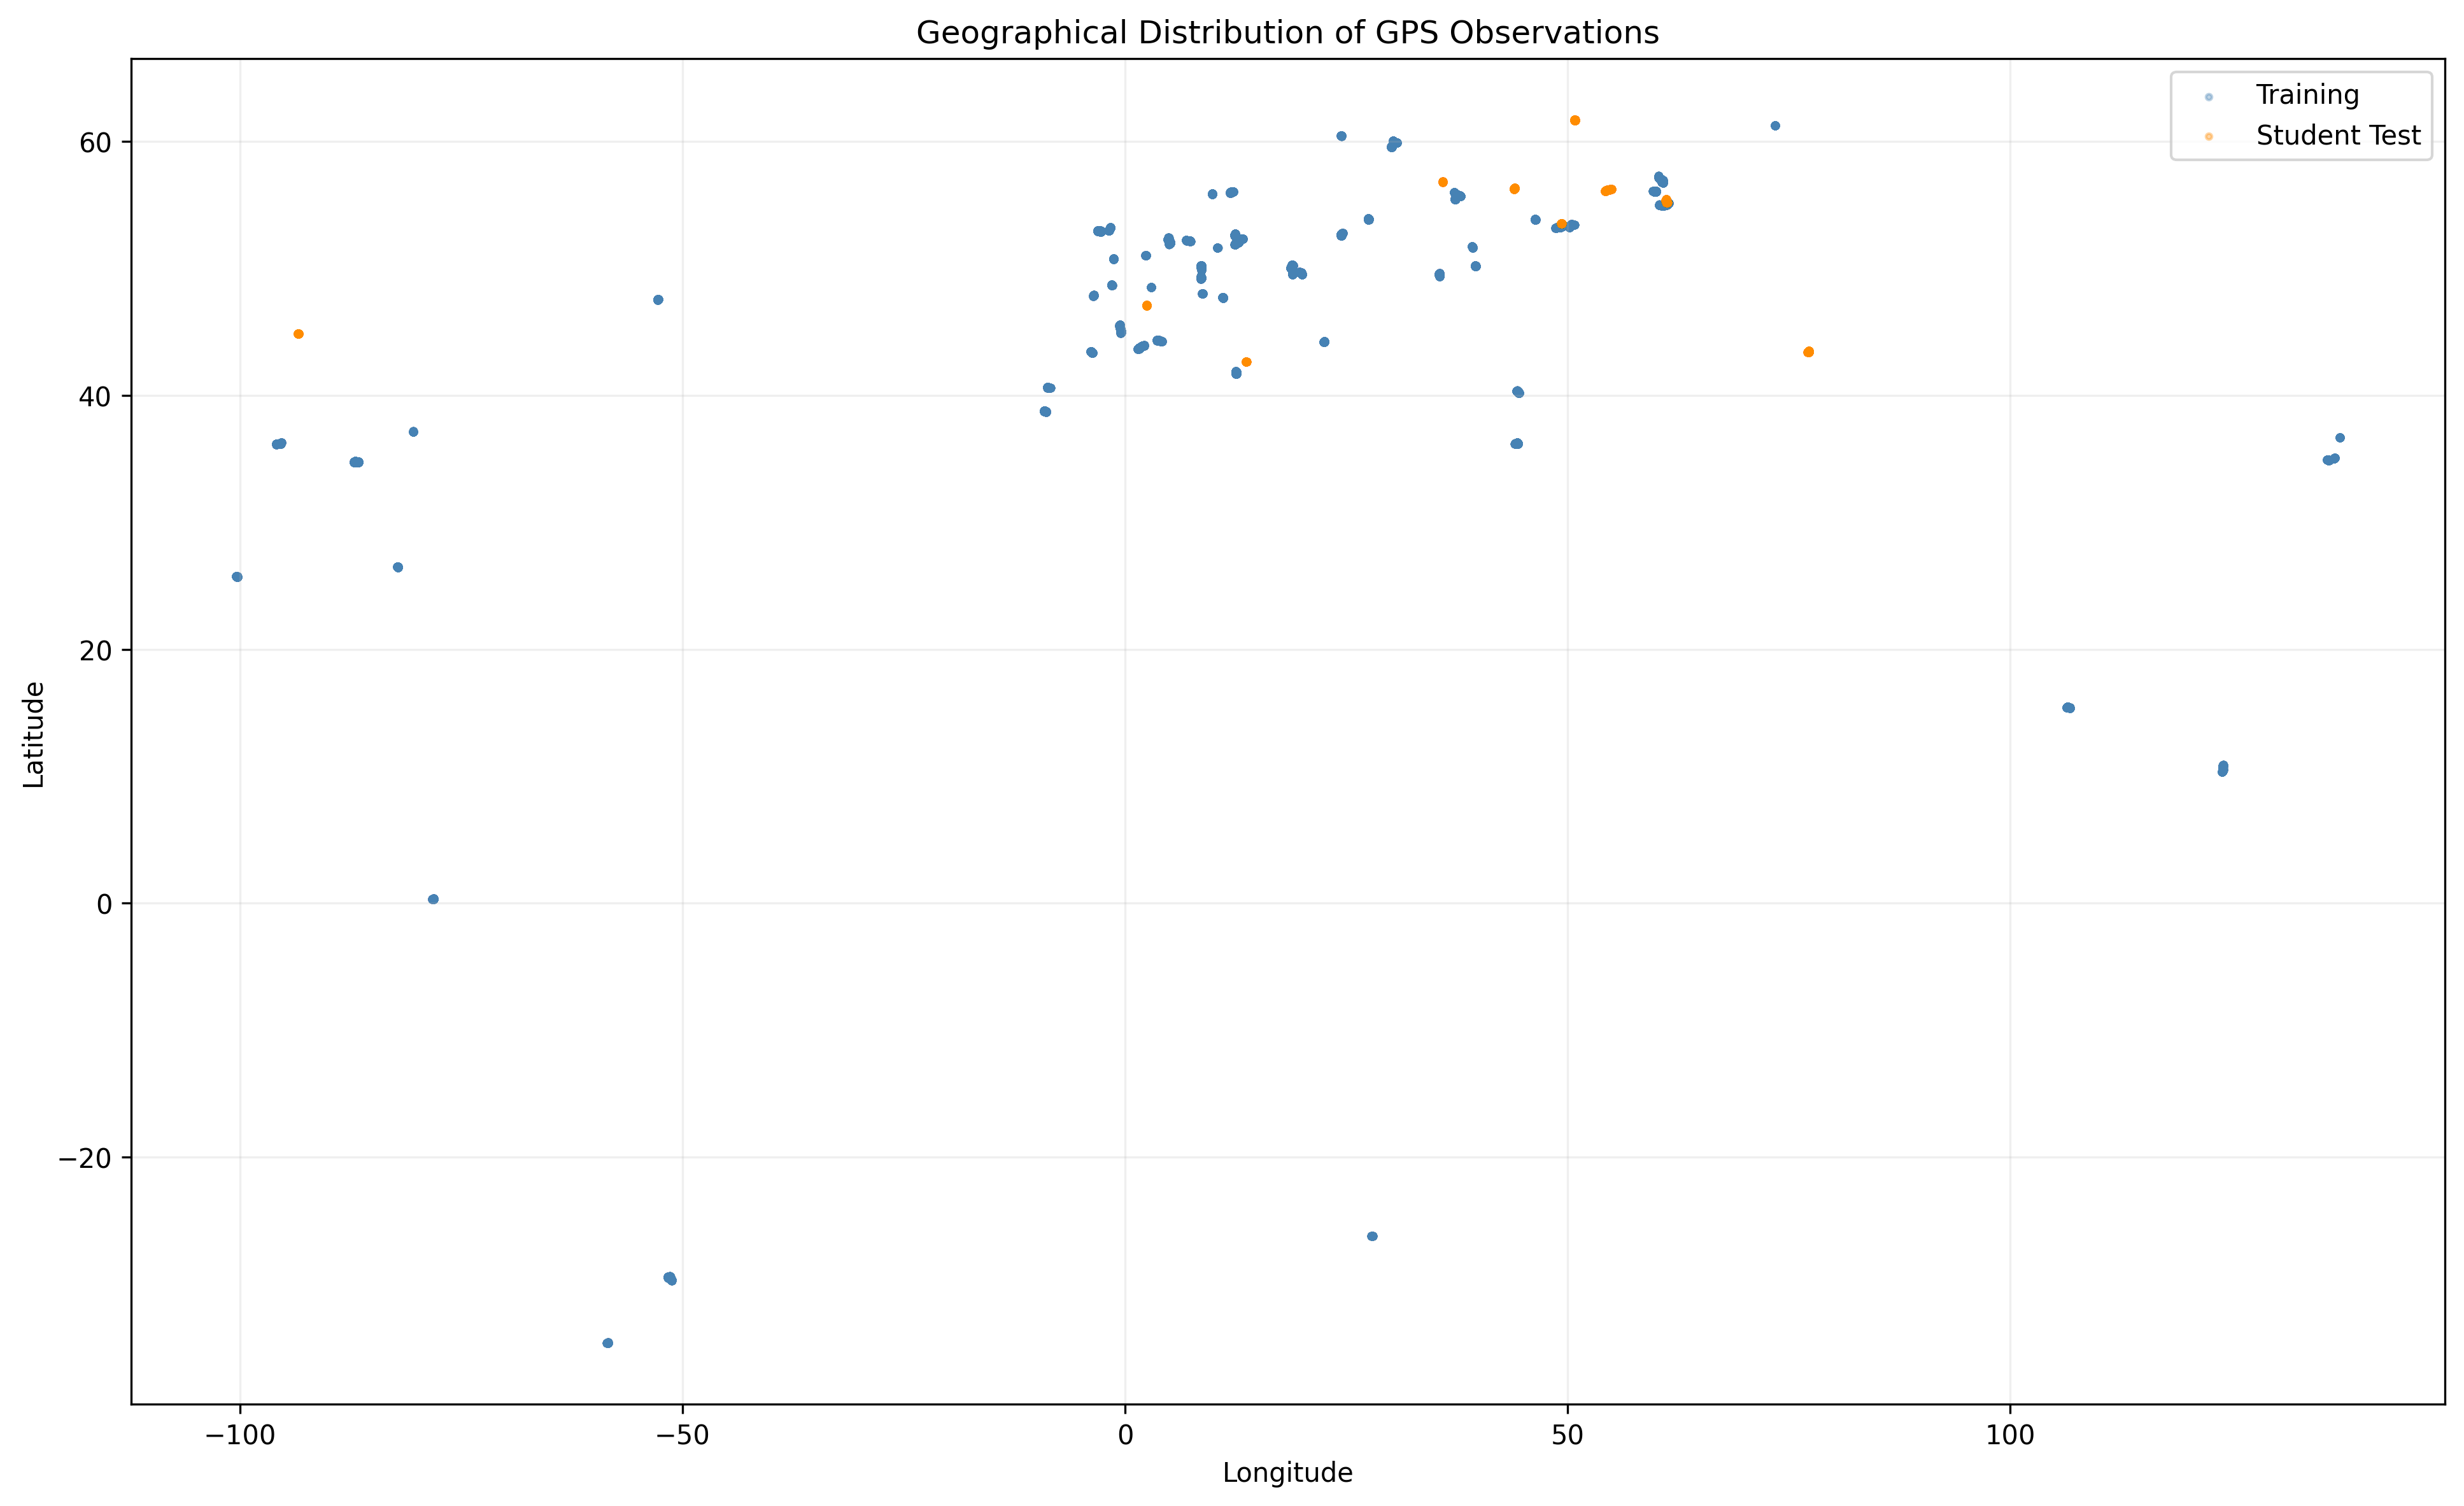 Geographical Distribution of GPS Observations
Training
Student Test
60
40
20
0
−20
Latitude
−100
−50
0
50
100
Longitude